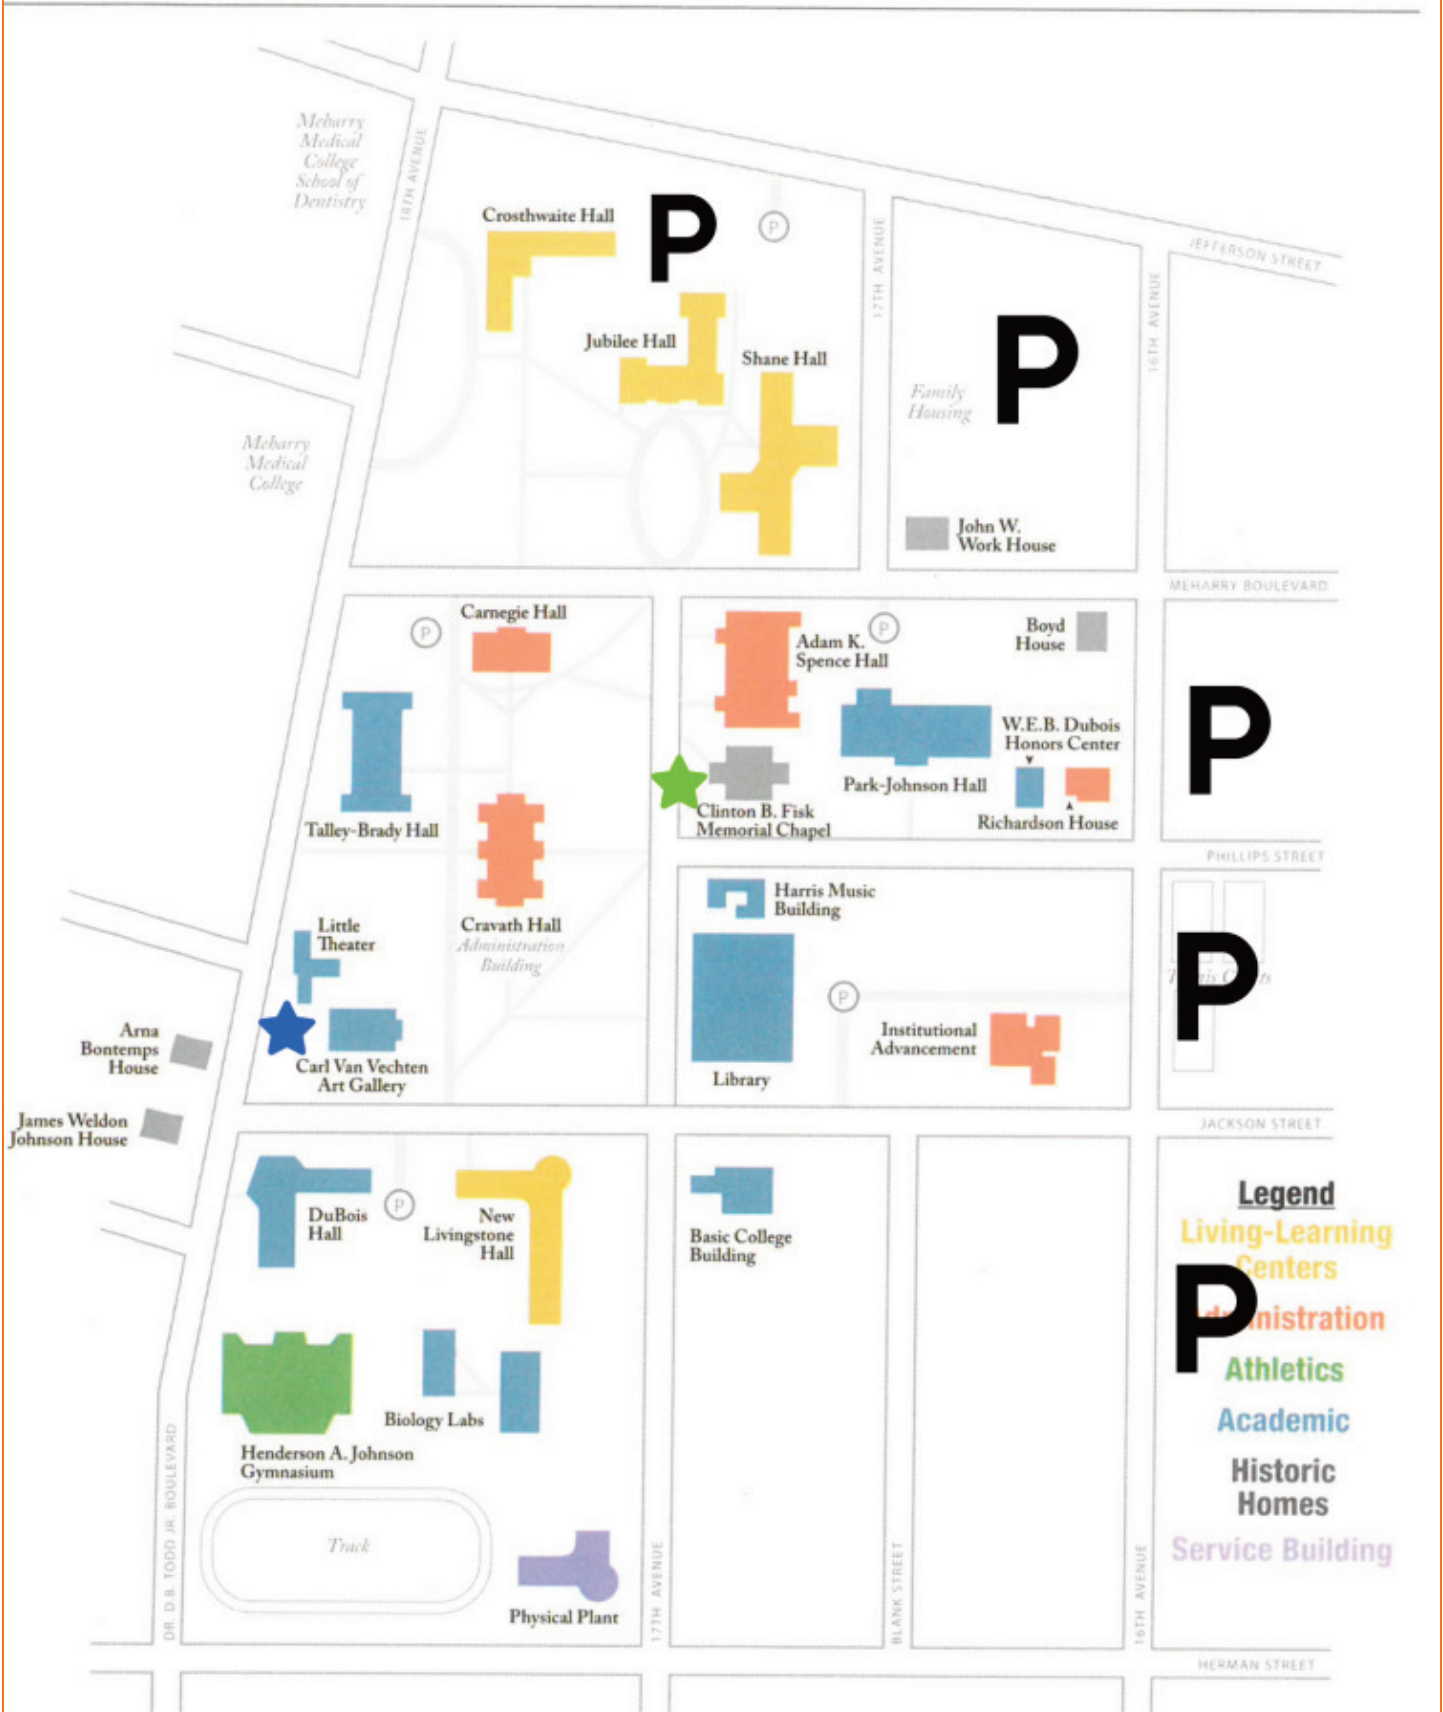 Meharry
Medical
College
School of
Dentistry
18TH AVENUE
Crosthwaite Hall
P
P
17TH AVENUE
JEFFERSON STREET
16TH AVENUE
P
Jubilee Hall
Shane Hall
Family
Housing
Meharry
Medical
College
John W.
Work House
MEHARRY BOULEVARD
Carnegie Hall
P
P
Adam K.
Spence Hall
Boyd
House
P
W.E.B. Dubois
Honors Center
Park-Johnson Hall
Richardson House
Clinton B. Fisk
Memorial Chapel
Talley-Brady Hall
PHILLIPS STREET
Harris Music
Building
Little
Theater
Cravath Hall
Administration
Building
P
P
Institutional
Advancement
Library
Arna
Bontemps
House
Carl Van Vechten
Art Gallery
James Weldon
Johnson House
JACKSON STREET
DuBois
Hall
P
New
Livingstone
Hall
Basic College
Building
Legend
Living-Learning
Centers
P
Athletics
Academic
Historic
Homes
Service Building
Biology Labs
Henderson A. Johnson
Gymnasium
Track
Physical Plant
DR. D.B. TODD JR. BOULEVARD
17TH AVENUE
BLANK STREET
16TH AVENUE
HERMAN STREET